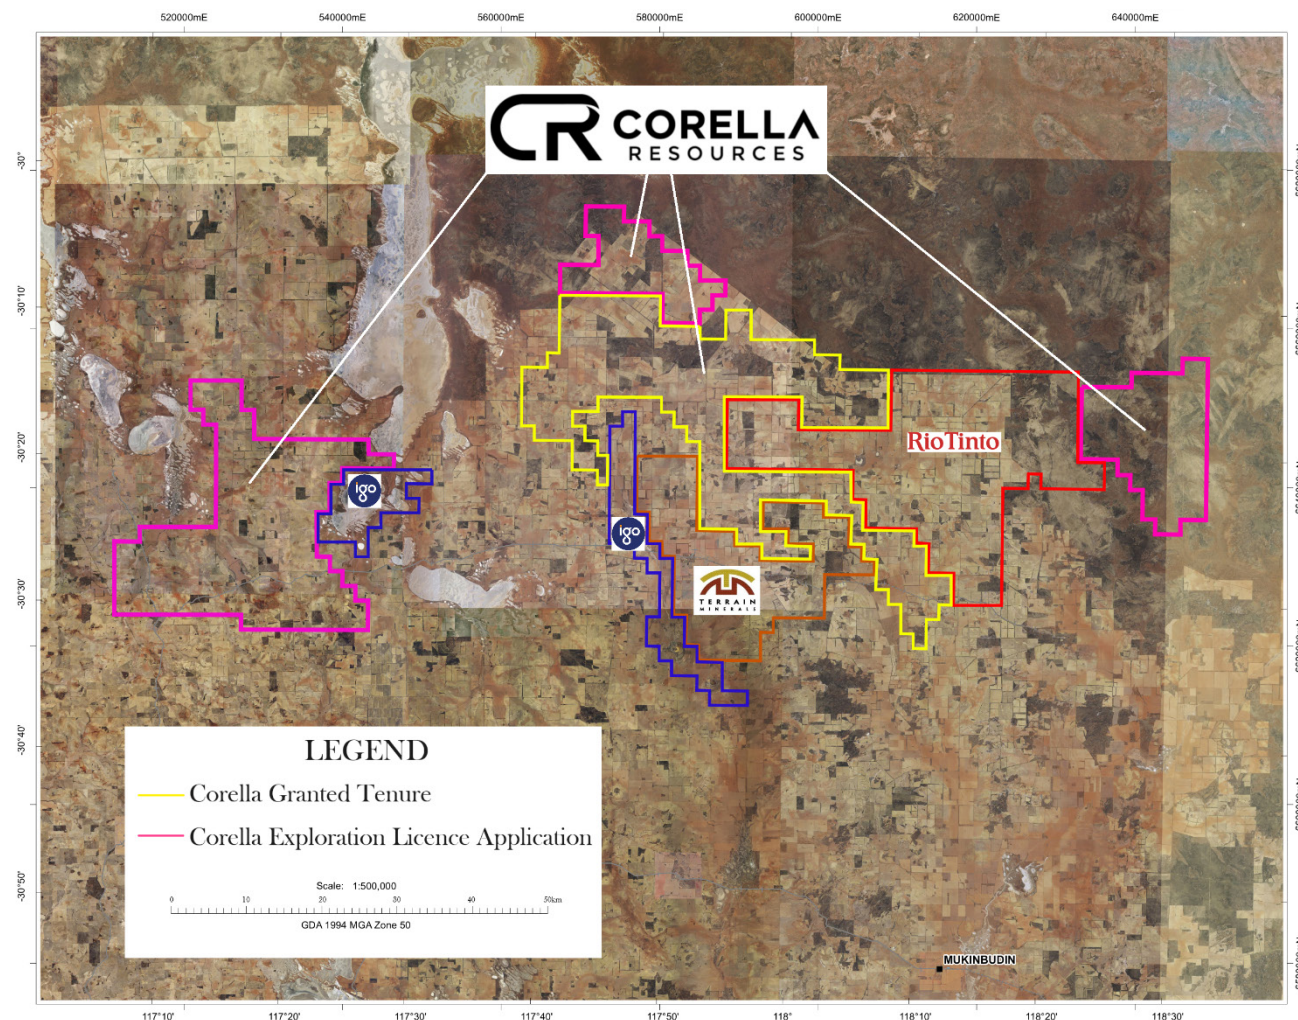 520000mE 540000mE 560000mE 580000mE 600000mE 620000mE 640000mE
CR CORELLA
RESOURCES
-30°
-30°10'
-30°20'
-30°30'
-30°40'
-30°50'
RioTinto
igo
igo
TERRAIN
MINERALS
LEGEND
Corella Granted Tenure
Corella Exploration Licence Application
Scale: 1:500,000
0 10 20 30 40 50km
GDA 1994 MGA Zone 50
MUKINBUDIN
117°10' 117°20' 117°30' 117°40' 117°50' 118° 118°10' 118°20' 118°30'